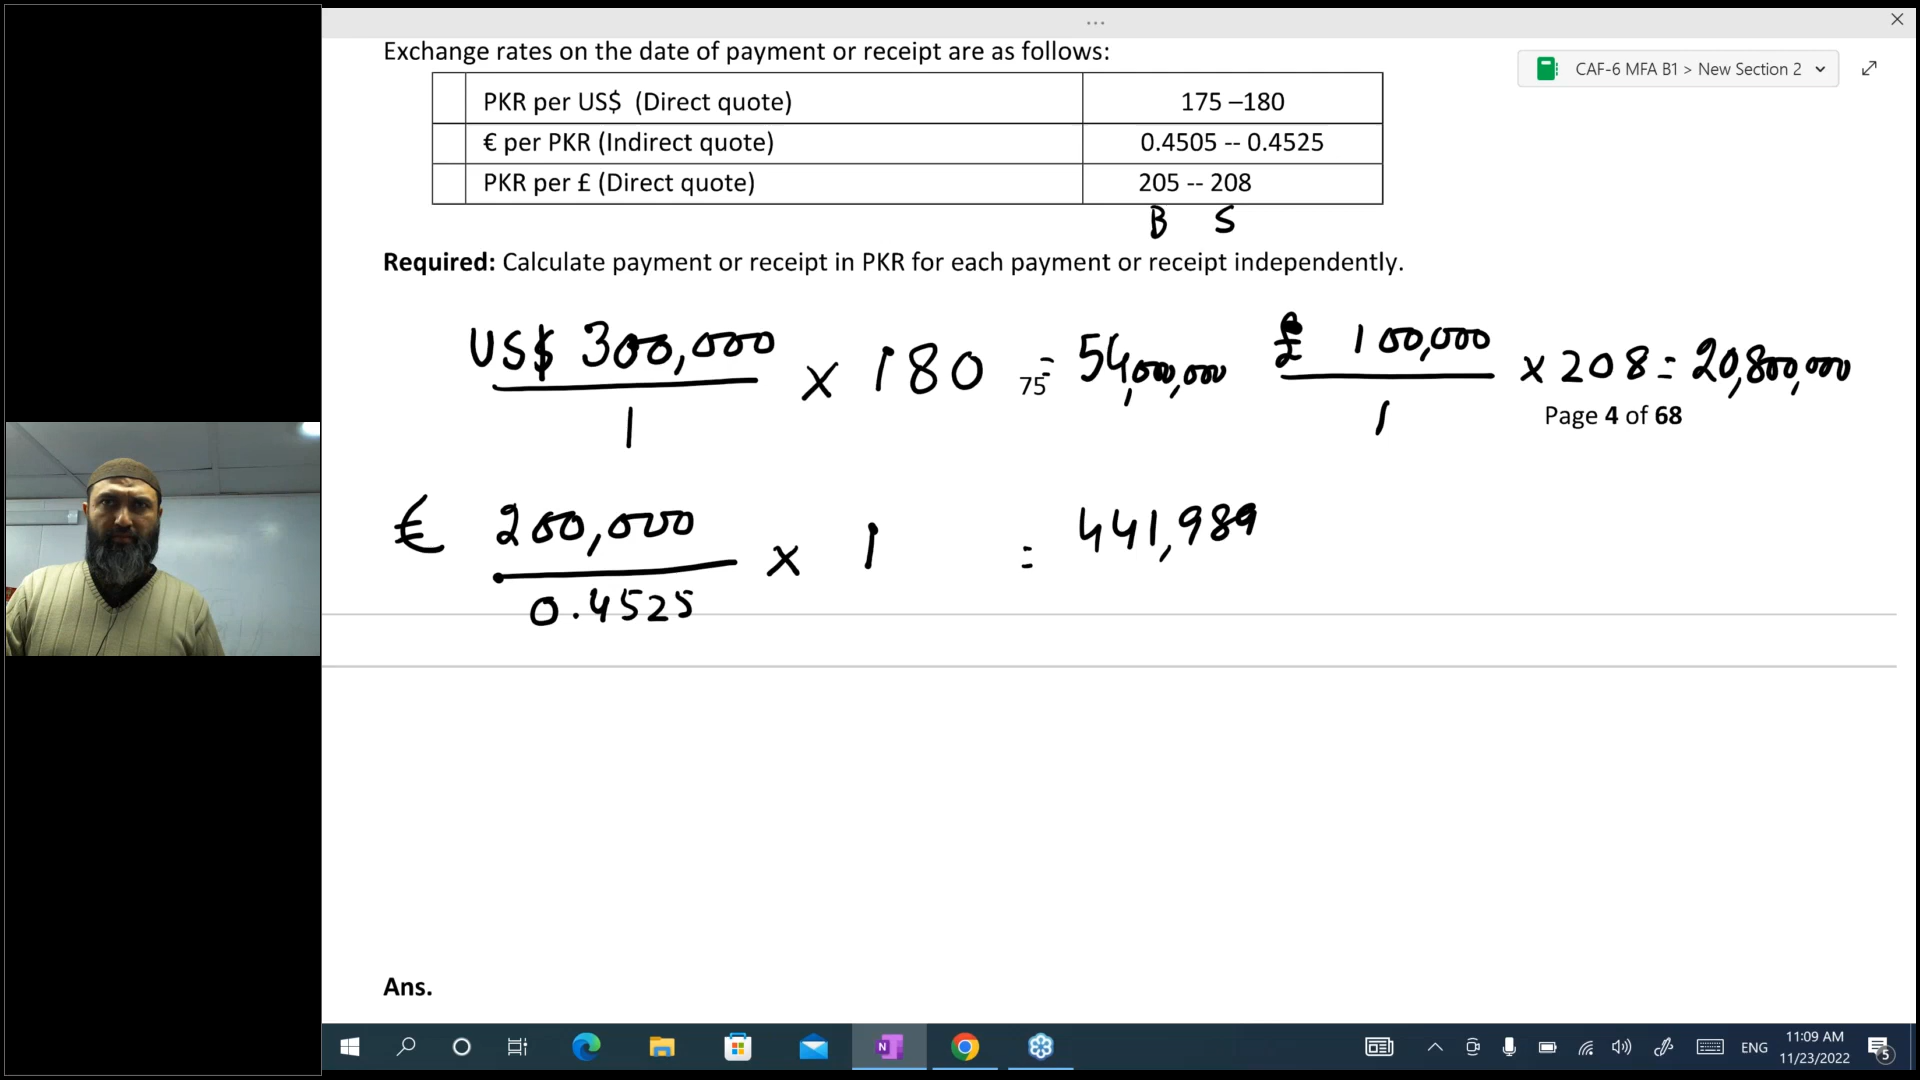 Exchange rates on the date of payment or receipt are as follows:
CAF-6 MFA B1 > New Section 2
PKR per US$ (Direct quote) 175 –180
€ per PKR (Indirect quote) 0.4505 -- 0.4525
PKR per £ (Direct quote) 205 -- 208
B S
Required: Calculate payment or receipt in PKR for each payment or receipt independently.
US$ 300,000 / 1 × 180 = 54,000,000
75
£ 100,000 / 1 × 208 = 20,800,000
Page 4 of 68
€ 200,000 / 0.4525 × 1 = 441,989
Ans.
ENG
11:09 AM
11/23/2022
5